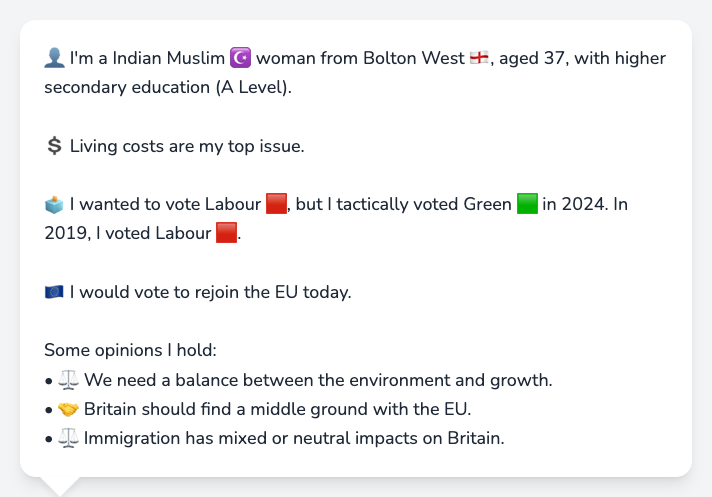 👤 I'm a Indian Muslim ☪️ woman from Bolton West 🏴󠁧󠁢󠁥󠁮󠁧󠁿, aged 37, with higher
secondary education (A Level).
💲 Living costs are my top issue.
🗳️ I wanted to vote Labour 🟥, but I tactically voted Green 🟩 in 2024. In
2019, I voted Labour 🟥.
🇪🇺 I would vote to rejoin the EU today.
Some opinions I hold:
• ⚖️ We need a balance between the environment and growth.
• 🤝 Britain should find a middle ground with the EU.
• ⚖️ Immigration has mixed or neutral impacts on Britain.